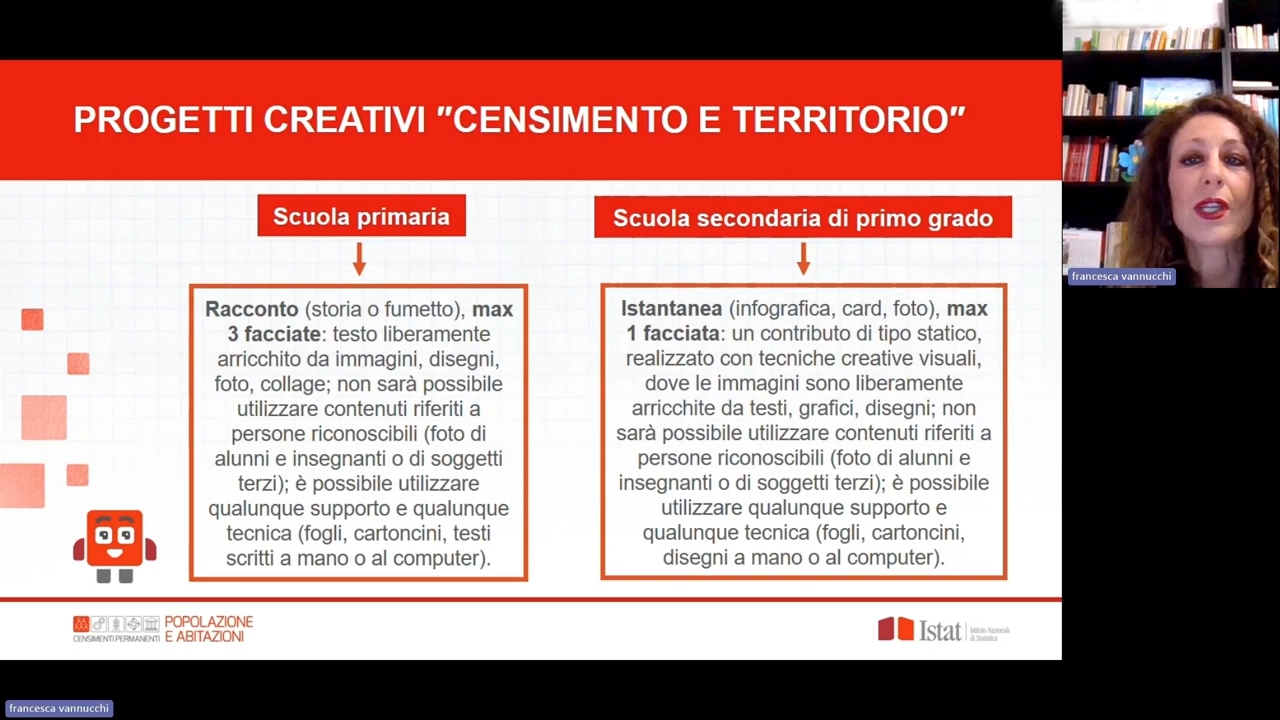 PROGETTI CREATIVI "CENSIMENTO E TERRITORIO"
Scuola primaria
Racconto (storia o fumetto), max
3 facciate: testo liberamente
arricchito da immagini, disegni,
foto, collage; non sarà possibile
utilizzare contenuti riferiti a
persone riconoscibili (foto di
alunni e insegnanti o di soggetti
terzi); è possibile utilizzare
qualunque supporto e qualunque
tecnica (fogli, cartoncini, testi
scritti a mano o al computer).
Scuola secondaria di primo grado
Istantanea (infografica, card, foto), max
1 facciata: un contributo di tipo statico,
realizzato con tecniche creative visuali,
dove le immagini sono liberamente
arricchite da testi, grafici, disegni; non
sarà possibile utilizzare contenuti riferiti a
persone riconoscibili (foto di alunni e
insegnanti o di soggetti terzi); è possibile
utilizzare qualunque supporto e
qualunque tecnica (fogli, cartoncini,
disegni a mano o al computer).
francesca vannucchi
CENSIMENTI PERMANENTI
POPOLAZIONE
E ABITAZIONI
Istat
Istituto Nazionale
di Statistica
francesca vannucchi